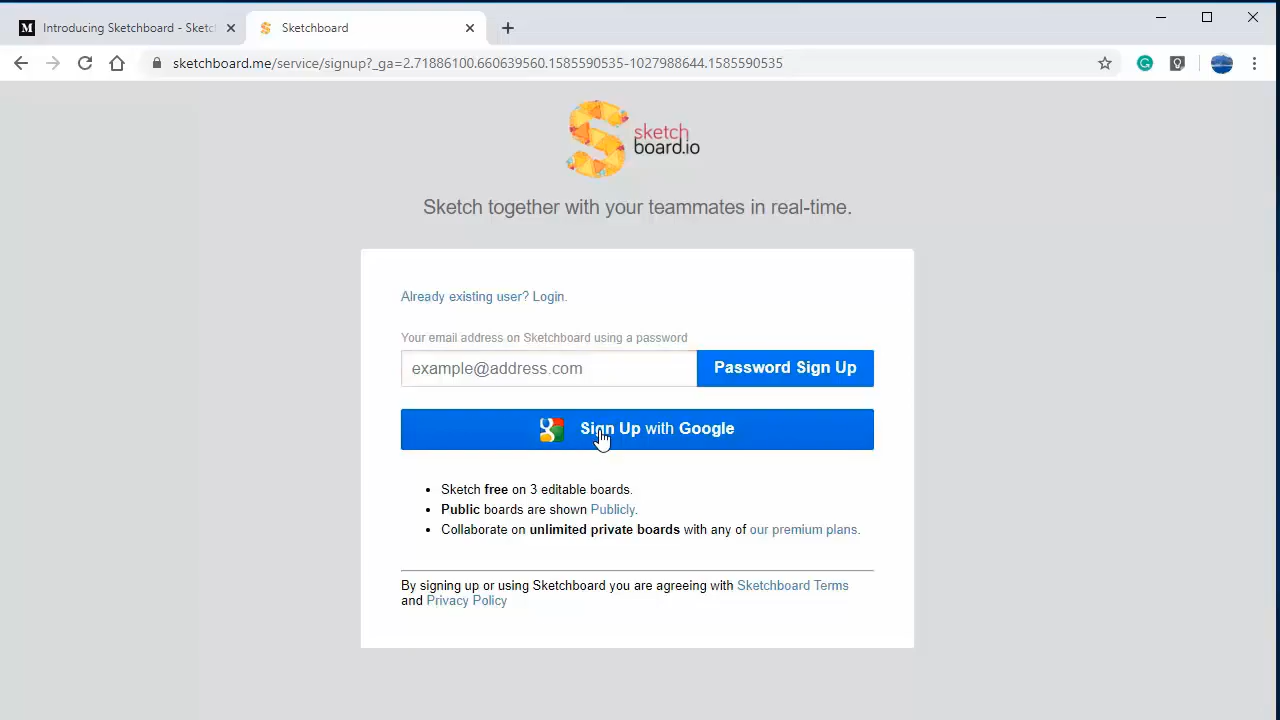 Introducing Sketchboard - Sketc
Sketchboard
sketchboard.me/service/signup?_ga=2.71886100.660639560.1585590535-1027988644.1585590535
sketch
board.io
Sketch together with your teammates in real-time.
Already existing user? Login.
Your email address on Sketchboard using a password
example@address.com
Password Sign Up
Sign Up with Google
Sketch free on 3 editable boards.
Public boards are shown Publicly.
Collaborate on unlimited private boards with any of our premium plans.
By signing up or using Sketchboard you are agreeing with Sketchboard Terms
and Privacy Policy